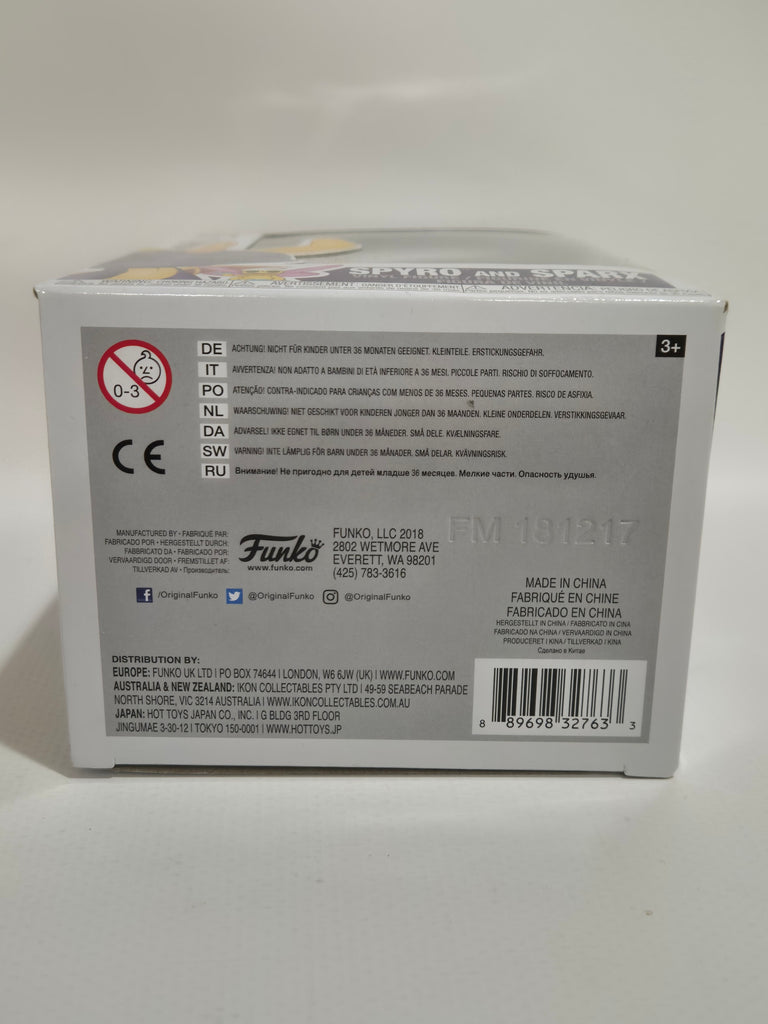 SPYRO AND SPARX
3+
0-3
DE ACHTUNG! NICHT FÜR KINDER UNTER 36 MONATEN GEEIGNET. KLEINTEILE. ERSTICKUNGSGEFAHR.
IT AVVERTENZA! NON ADATTO A BAMBINI DI ETÀ INFERIORE A 36 MESI. PICCOLE PARTI. RISCHIO DI SOFFOCAMENTO.
PO ATENÇÃO! CONTRA-INDICADO PARA CRIANÇAS COM MENOS DE 36 MESES. PEQUENAS PARTES. RISCO DE ASFIXIA.
NL WAARSCHUWING! NIET GESCHIKT VOOR KINDEREN JONGER DAN 36 MAANDEN. KLEINE ONDERDELEN. VERSTIKKINGSGEVAAR.
DA ADVARSEL! IKKE EGNET TIL BØRN UNDER 36 MÅNEDER. SMÅ DELE. KVÆLNINGSFARE.
SW VARNING! INTE LÄMPLIG FÖR BARN UNDER 36 MÅNADER. SMÅ DELAR. KVÄVNINGSRISK.
RU Внимание! Не пригодно для детей младше 36 месяцев. Мелкие части. Опасность удушья.
CE
MANUFACTURED BY • FABRIQUÉ PAR:
FABRICADO POR • HERGESTELLT DURCH:
FABBRICATO DA • FABRICADO POR:
VERVAARDIGD DOOR • FREMSTILLET AF:
TILLVERKAD AV • Производитель:
Funko
www.funko.com
FUNKO, LLC 2018
2802 WETMORE AVE
EVERETT, WA 98201
(425) 783-3616
FM 181217
/OriginalFunko @OriginalFunko @OriginalFunko
MADE IN CHINA
FABRIQUÉ EN CHINE
FABRICADO EN CHINA
HERGESTELLT IN CHINA / FABBRICATO IN CINA
FABRICADO NA CHINA / VERVAARDIGD IN CHINA
PRODUCERET I KINA / TILLVERKAD I KINA
Сделано в Китае
DISTRIBUTION BY:
EUROPE: FUNKO UK LTD | PO BOX 74644 | LONDON, W6 6JW (UK) | WWW.FUNKO.COM
AUSTRALIA & NEW ZEALAND: IKON COLLECTABLES PTY LTD | 49-59 SEABEACH PARADE
NORTH SHORE, VIC 3214 AUSTRALIA | WWW.IKONCOLLECTABLES.COM.AU
JAPAN: HOT TOYS JAPAN CO., INC. | G BLDG 3RD FLOOR
JINGUMAE 3-30-12 | TOKYO 150-0001 | WWW.HOTTOYS.JP
8 89698 32763 3